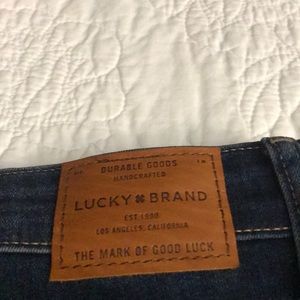 DURABLE GOODS
HANDCRAFTED
LUCKY BRAND
EST 1990
LOS ANGELES, CALIFORNIA
THE MARK OF GOOD LUCK